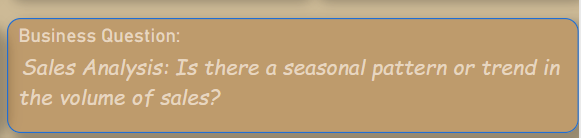 Business Question:
Sales Analysis: Is there a seasonal pattern or trend in
the volume of sales?